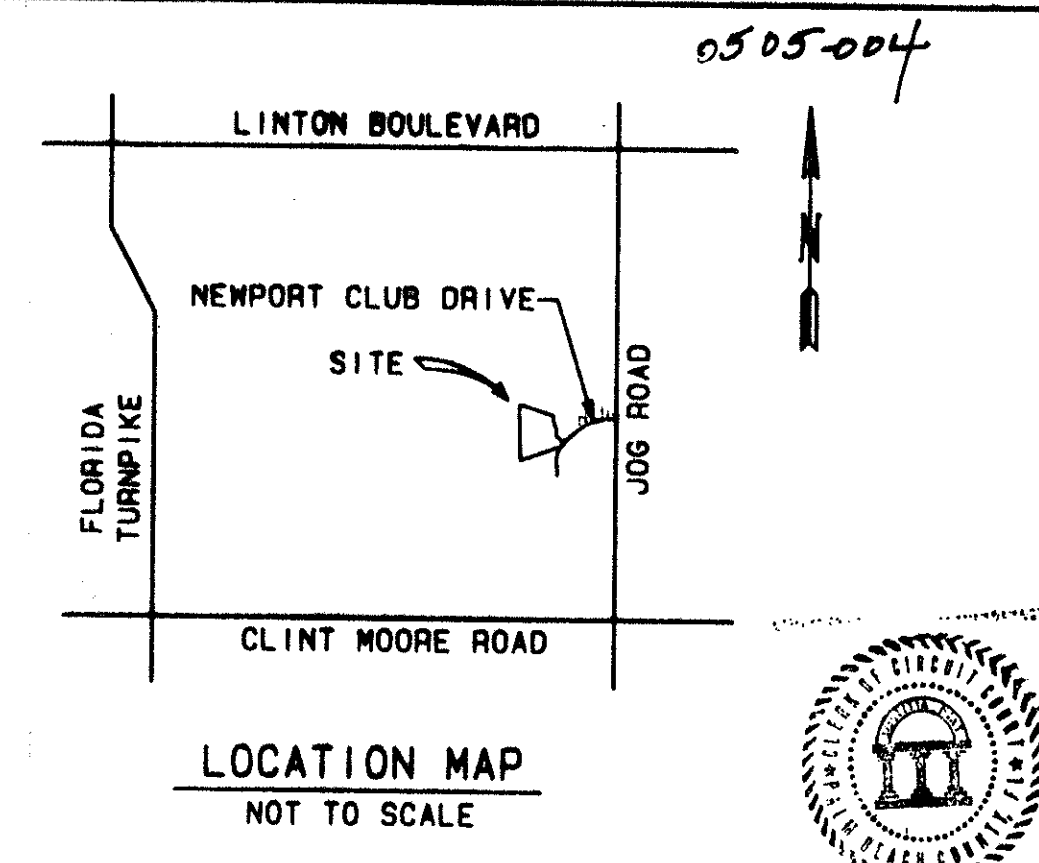 0505-004
LINTON BOULEVARD
N
NEWPORT CLUB DRIVE
SITE
JOG ROAD
FLORIDA
TURNPIKE
CLINT MOORE ROAD
LOCATION MAP
NOT TO SCALE
CLERK OF CIRCUIT COURT
PALM BEACH COUNTY, FL